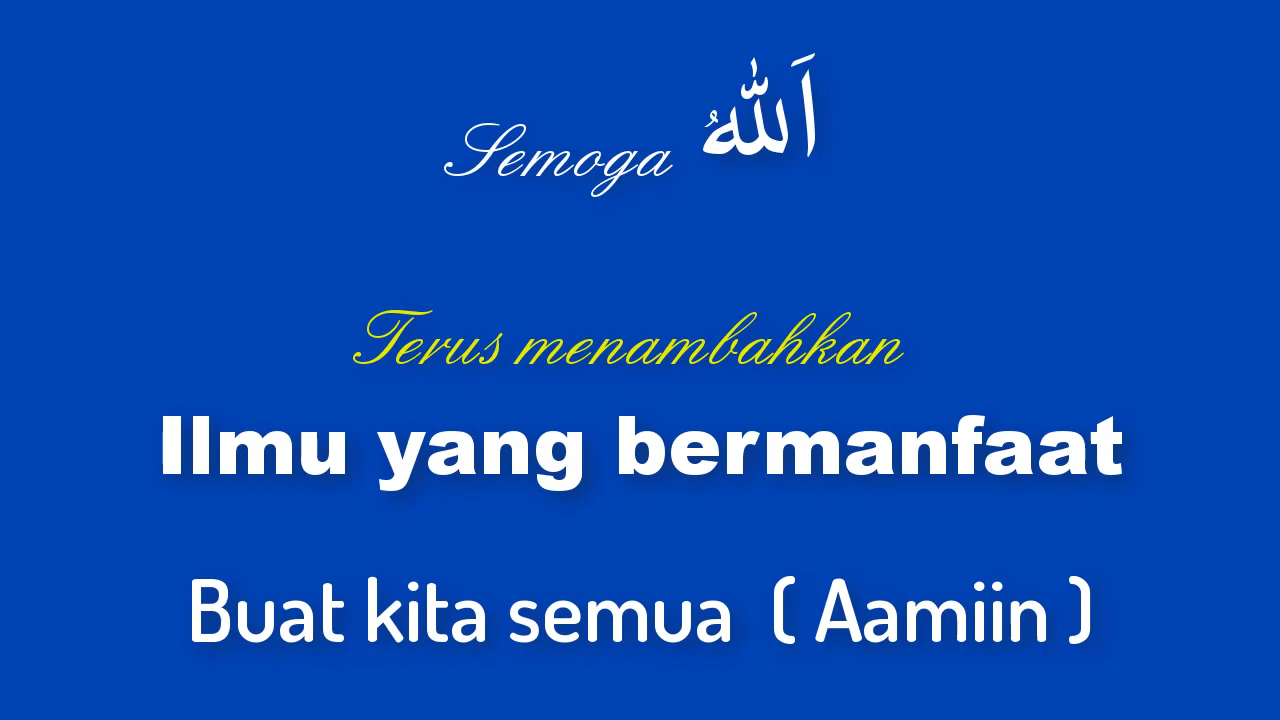 Semoga اَللّٰهُ
Terus menambahkan
Ilmu yang bermanfaat
Buat kita semua ( Aamiin )